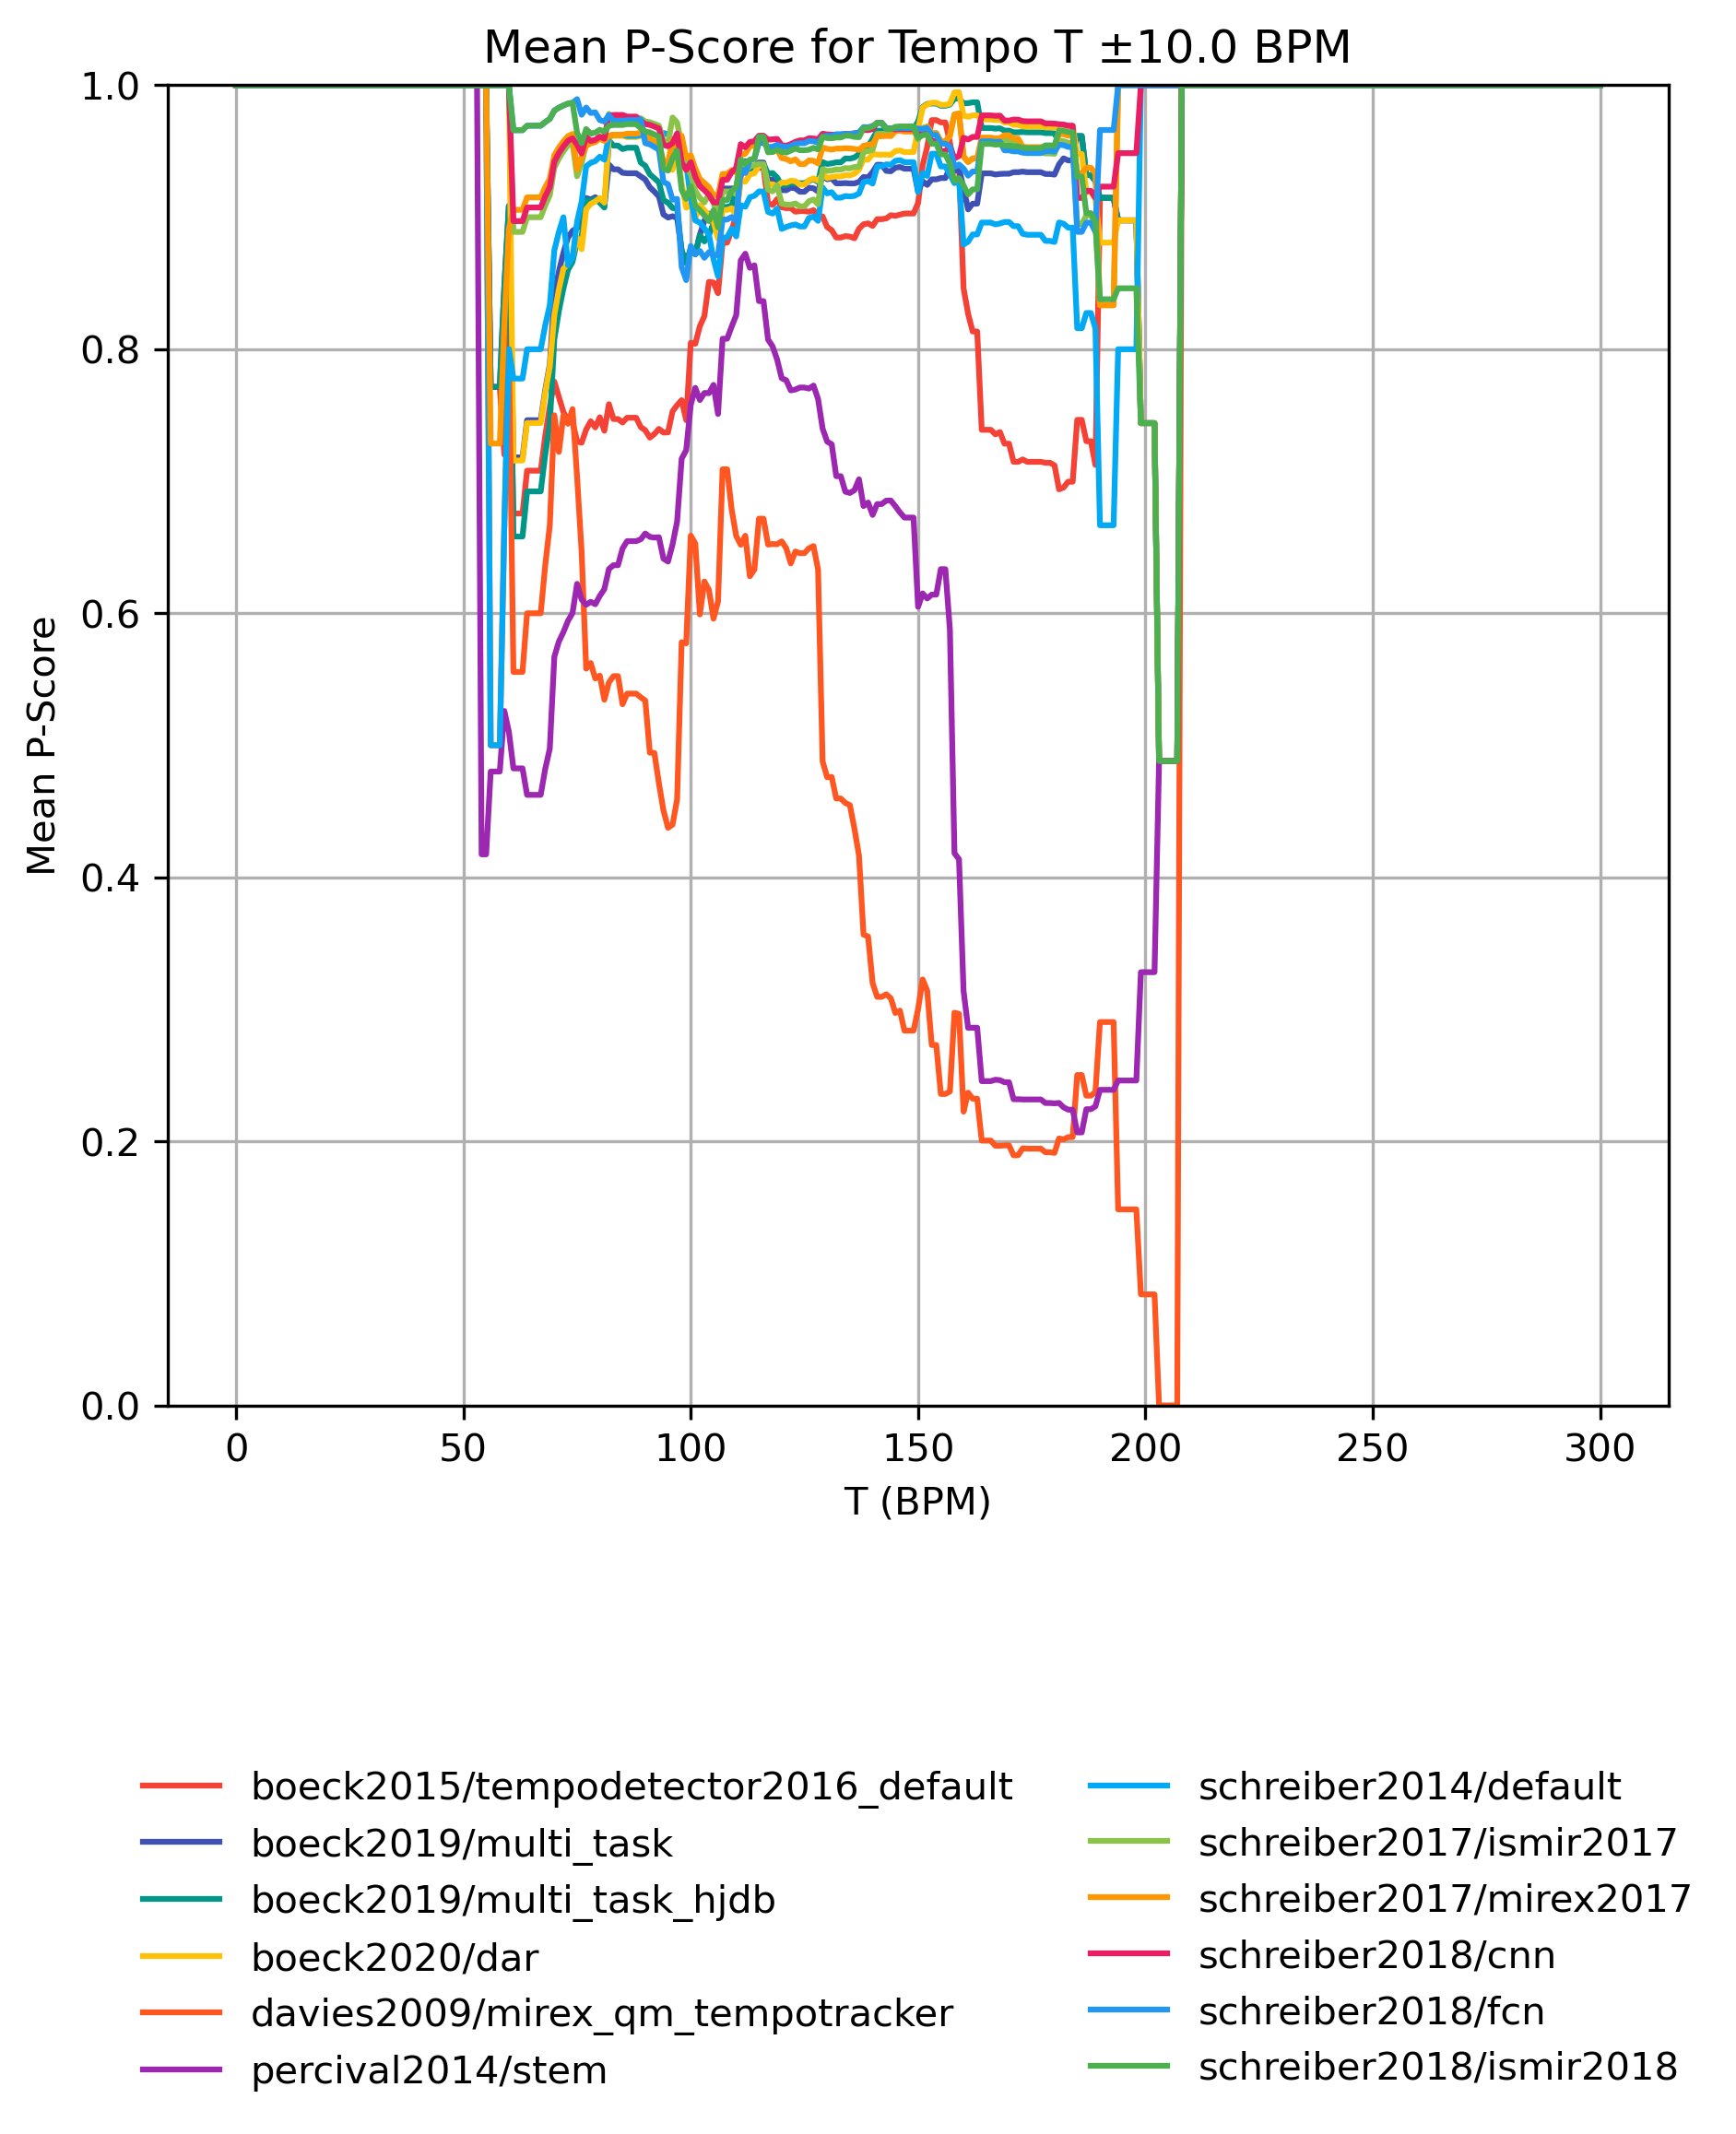 Mean P-Score for Tempo T ±10.0 BPM
1.0
0.8
0.6
0.4
0.2
0.0
Mean P-Score
0 50 100 150 200 250 300
T (BPM)
boeck2015/tempodetector2016_default
boeck2019/multi_task
boeck2019/multi_task_hjdb
boeck2020/dar
davies2009/mirex_qm_tempotracker
percival2014/stem
schreiber2014/default
schreiber2017/ismir2017
schreiber2017/mirex2017
schreiber2018/cnn
schreiber2018/fcn
schreiber2018/ismir2018